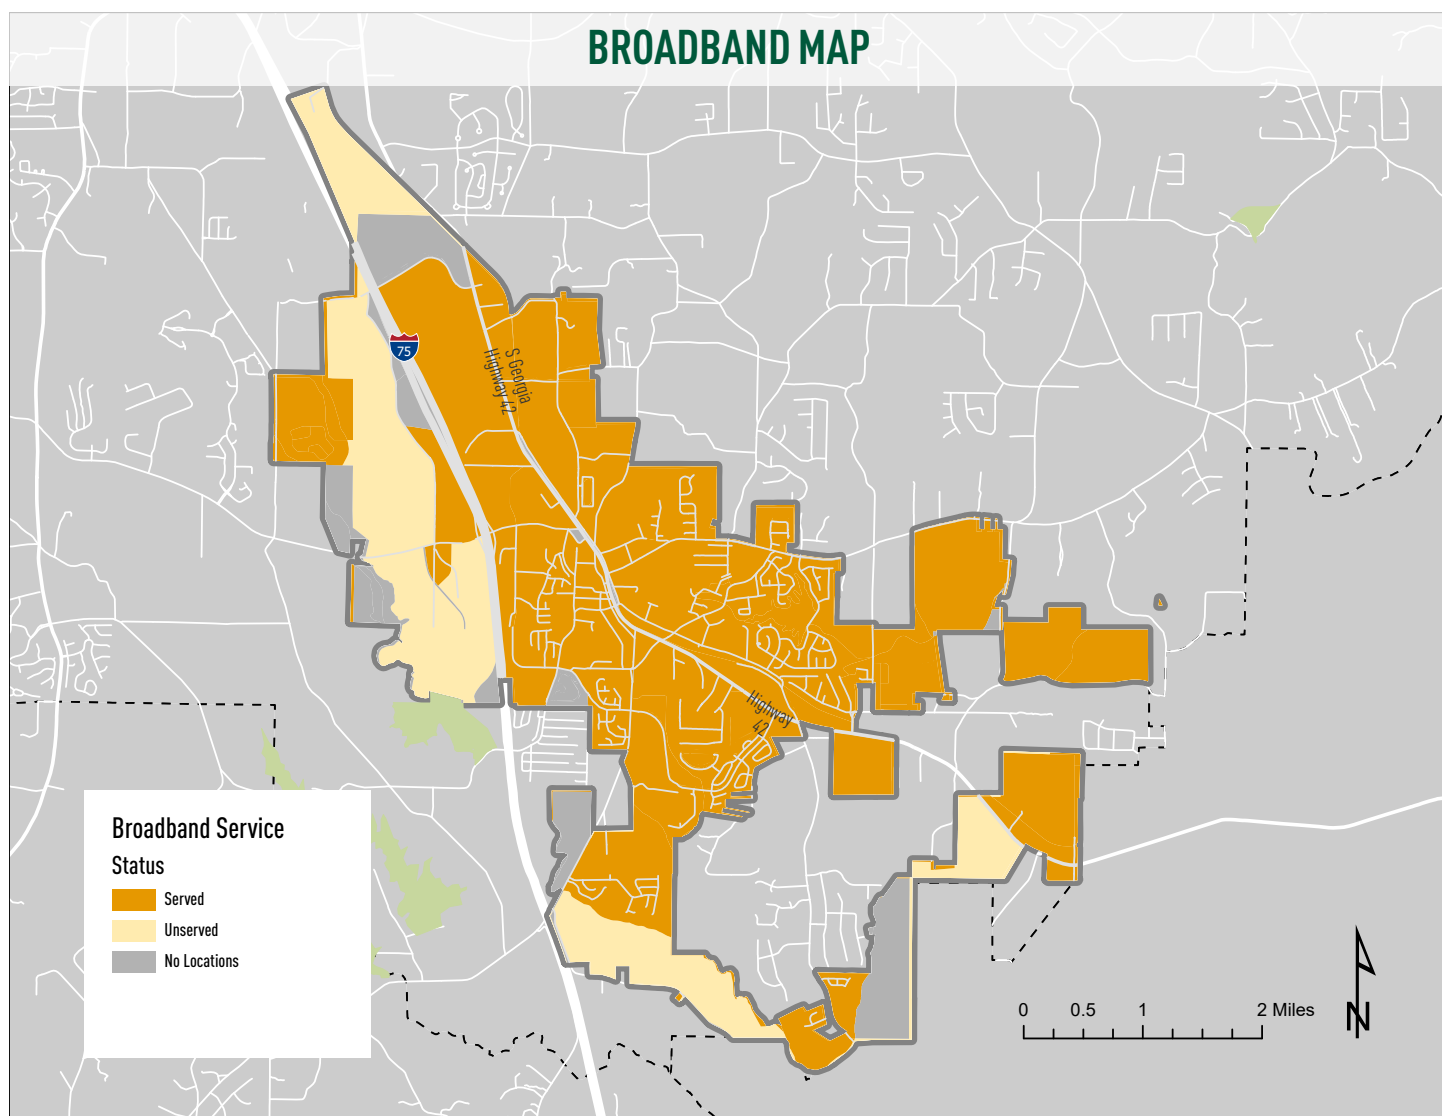 BROADBAND MAP
75
S Georgia
Highway 42
Highway
42
Broadband Service
Status
Served
Unserved
No Locations
0 0.5 1 2 Miles
N